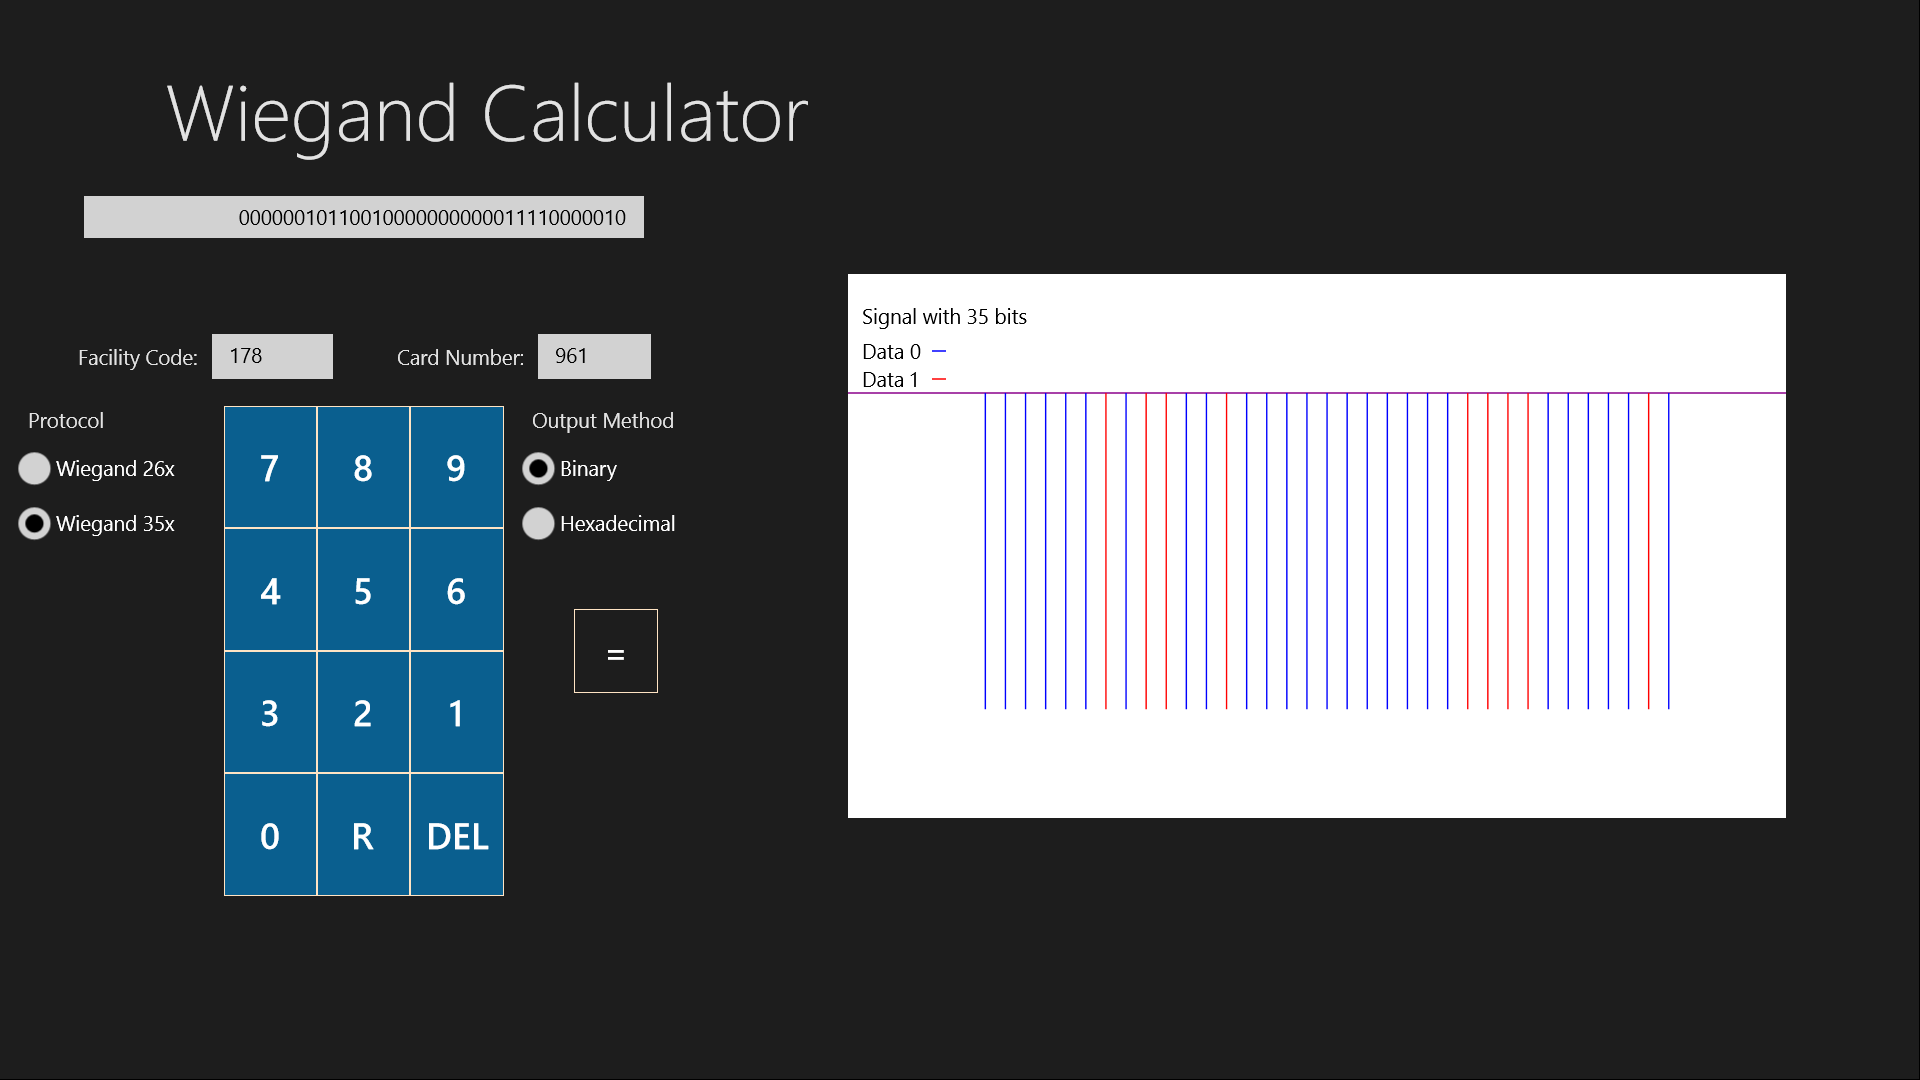 Wiegand Calculator
00000010110010000000000011110000010
Facility Code: 178 Card Number: 961
Protocol
Wiegand 26x
Wiegand 35x
7 8 9
4 5 6
3 2 1
0 R DEL
Output Method
Binary
Hexadecimal
=
Signal with 35 bits
Data 0
Data 1